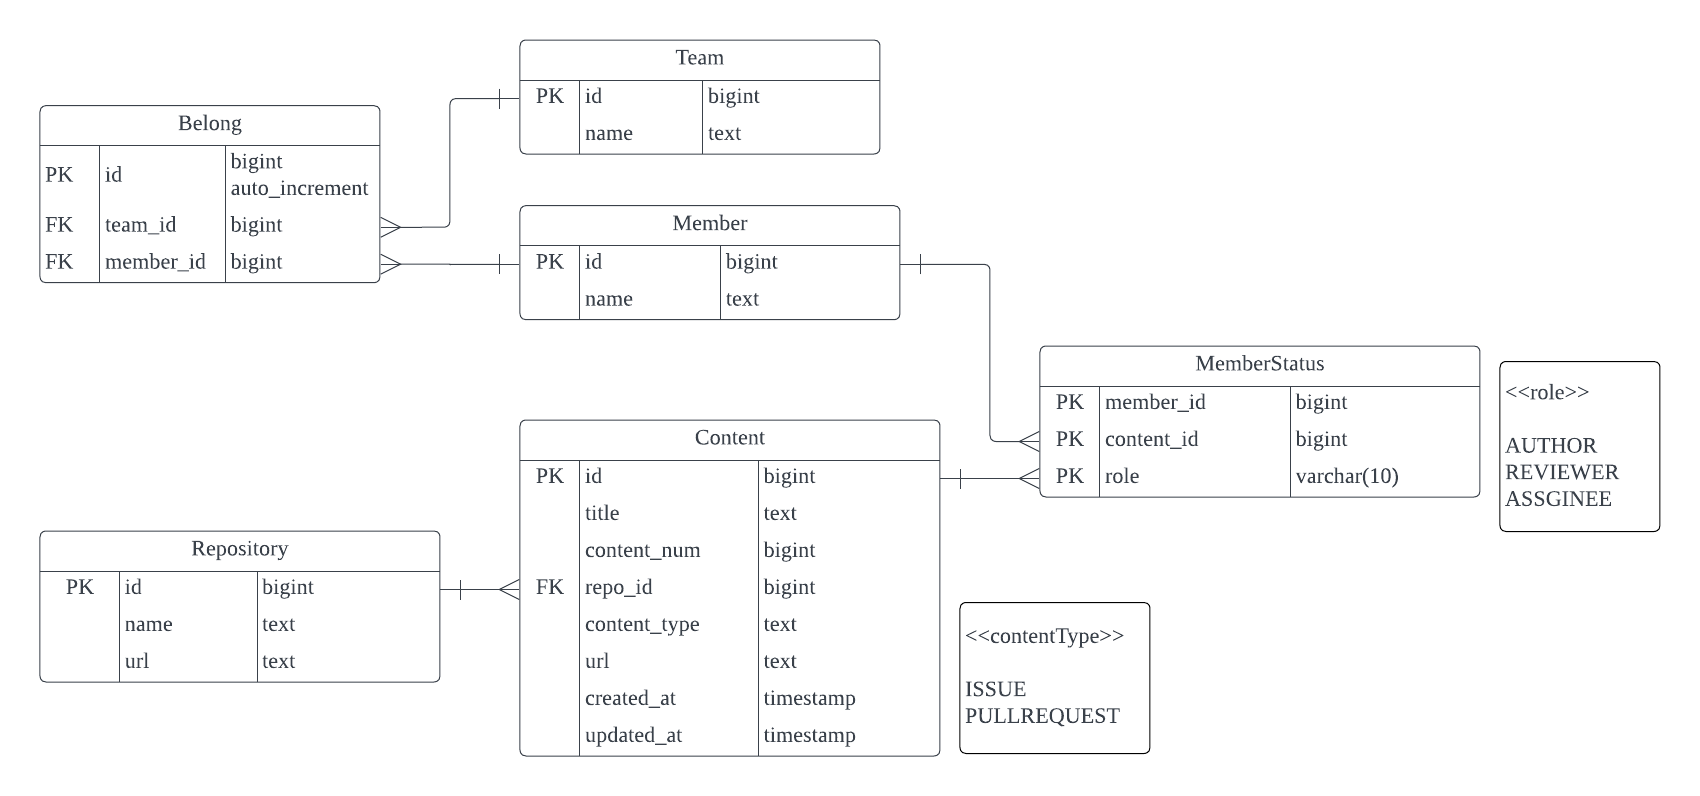 Team
PK id bigint
name text
Belong
PK id bigint
auto_increment
FK team_id bigint
FK member_id bigint
Member
PK id bigint
name text
MemberStatus
PK member_id bigint
PK content_id bigint
PK role varchar(10)
<<role>>
AUTHOR
REVIEWER
ASSGINEE
Content
PK id bigint
title text
content_num bigint
FK repo_id bigint
content_type text
url text
created_at timestamp
updated_at timestamp
Repository
PK id bigint
name text
url text
<<contentType>>
ISSUE
PULLREQUEST